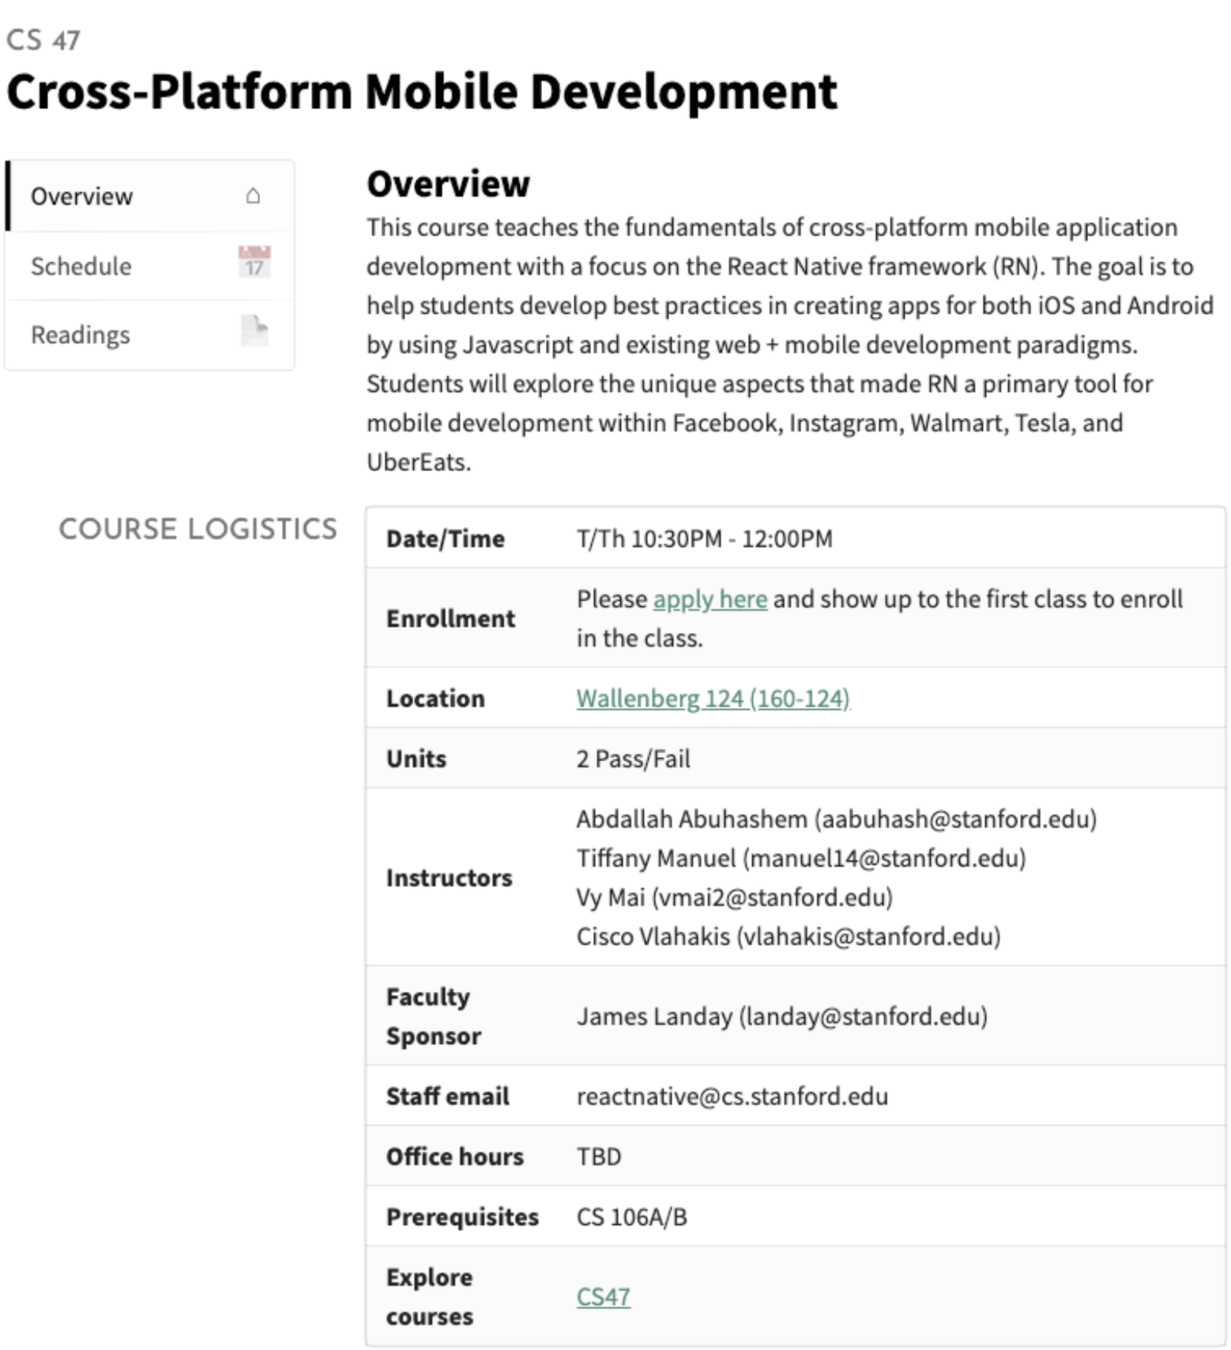 CS 47
Cross-Platform Mobile Development
Overview
Schedule
17
Readings
Overview
This course teaches the fundamentals of cross-platform mobile application
development with a focus on the React Native framework (RN). The goal is to
help students develop best practices in creating apps for both iOS and Android
by using Javascript and existing web + mobile development paradigms.
Students will explore the unique aspects that made RN a primary tool for
mobile development within Facebook, Instagram, Walmart, Tesla, and
UberEats.
COURSE LOGISTICS
Date/Time T/Th 10:30PM - 12:00PM
Enrollment Please apply here and show up to the first class to enroll
in the class.
Location Wallenberg 124 (160-124)
Units 2 Pass/Fail
Instructors
Abdallah Abuhashem (aabuhash@stanford.edu)
Tiffany Manuel (manuel14@stanford.edu)
Vy Mai (vmai2@stanford.edu)
Cisco Vlahakis (vlahakis@stanford.edu)
Faculty
Sponsor
James Landay (landay@stanford.edu)
Staff email reactnative@cs.stanford.edu
Office hours TBD
Prerequisites CS 106A/B
Explore
courses
CS47